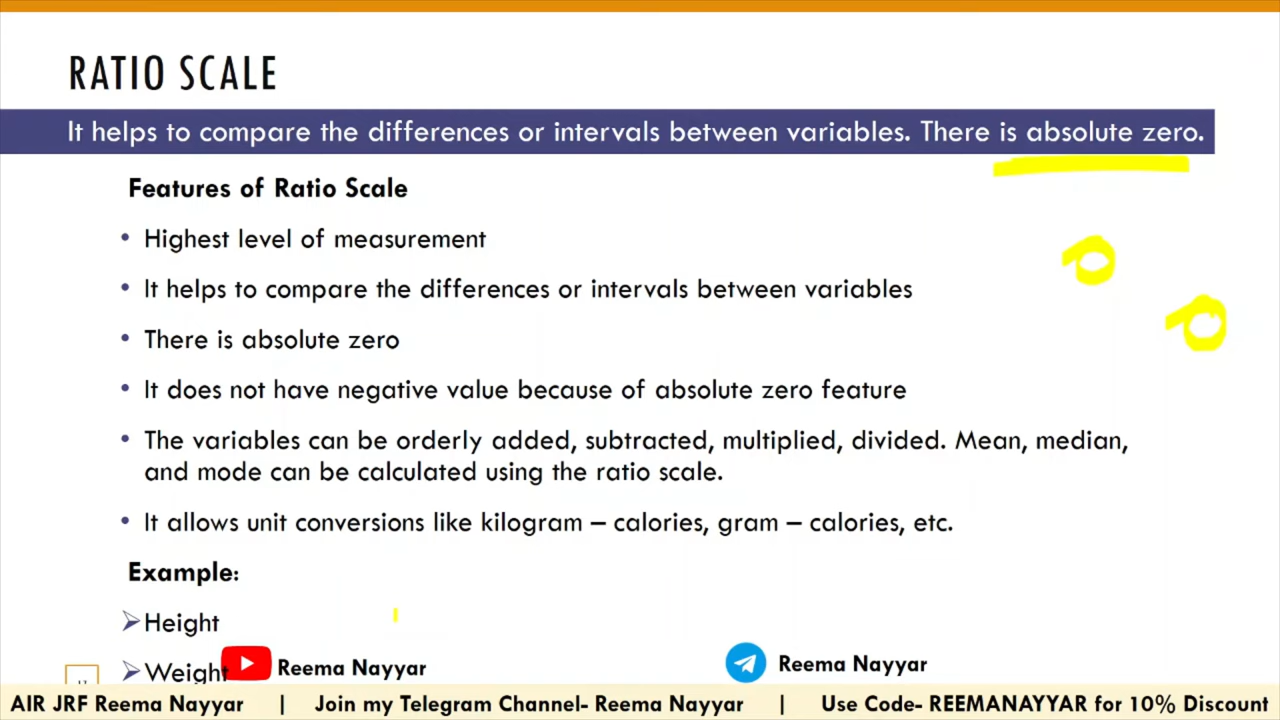 RATIO SCALE
It helps to compare the differences or intervals between variables. There is absolute zero.
Features of Ratio Scale
• Highest level of measurement
• It helps to compare the differences or intervals between variables
• There is absolute zero
• It does not have negative value because of absolute zero feature
• The variables can be orderly added, subtracted, multiplied, divided. Mean, median,
and mode can be calculated using the ratio scale.
• It allows unit conversions like kilogram – calories, gram – calories, etc.
Example:
➢Height
➢Weight
Reema Nayyar
Reema Nayyar
AIR JRF Reema Nayyar | Join my Telegram Channel- Reema Nayyar | Use Code- REEMANAYYAR for 10% Discount